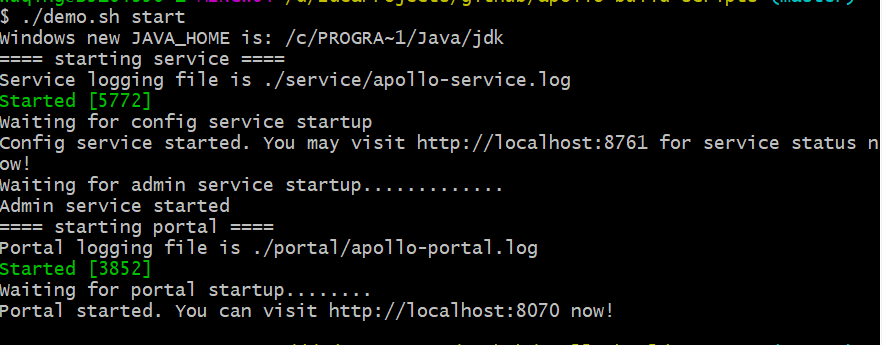 $ ./demo.sh start
Windows new JAVA_HOME is: /c/PROGRA~1/Java/jdk
==== starting service ====
Service logging file is ./service/apollo-service.log
Started [5772]
Waiting for config service startup
Config service started. You may visit http://localhost:8761 for service status n
ow!
Waiting for admin service startup.............
Admin service started
==== starting portal ====
Portal logging file is ./portal/apollo-portal.log
Started [3852]
Waiting for portal startup........
Portal started. You can visit http://localhost:8070 now!